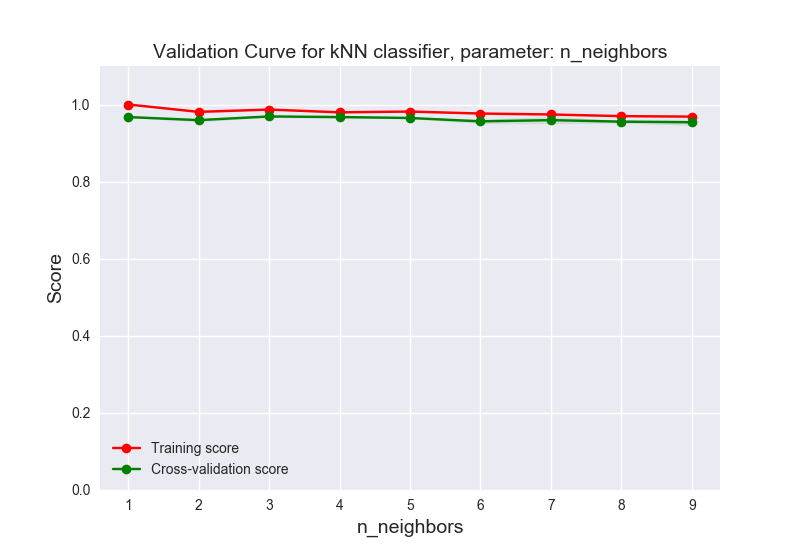 Validation Curve for kNN classifier, parameter: n_neighbors
1.0
0.8
0.6
0.4
0.2
0.0
Score
Training score
Cross-validation score
1 2 3 4 5 6 7 8 9
n_neighbors